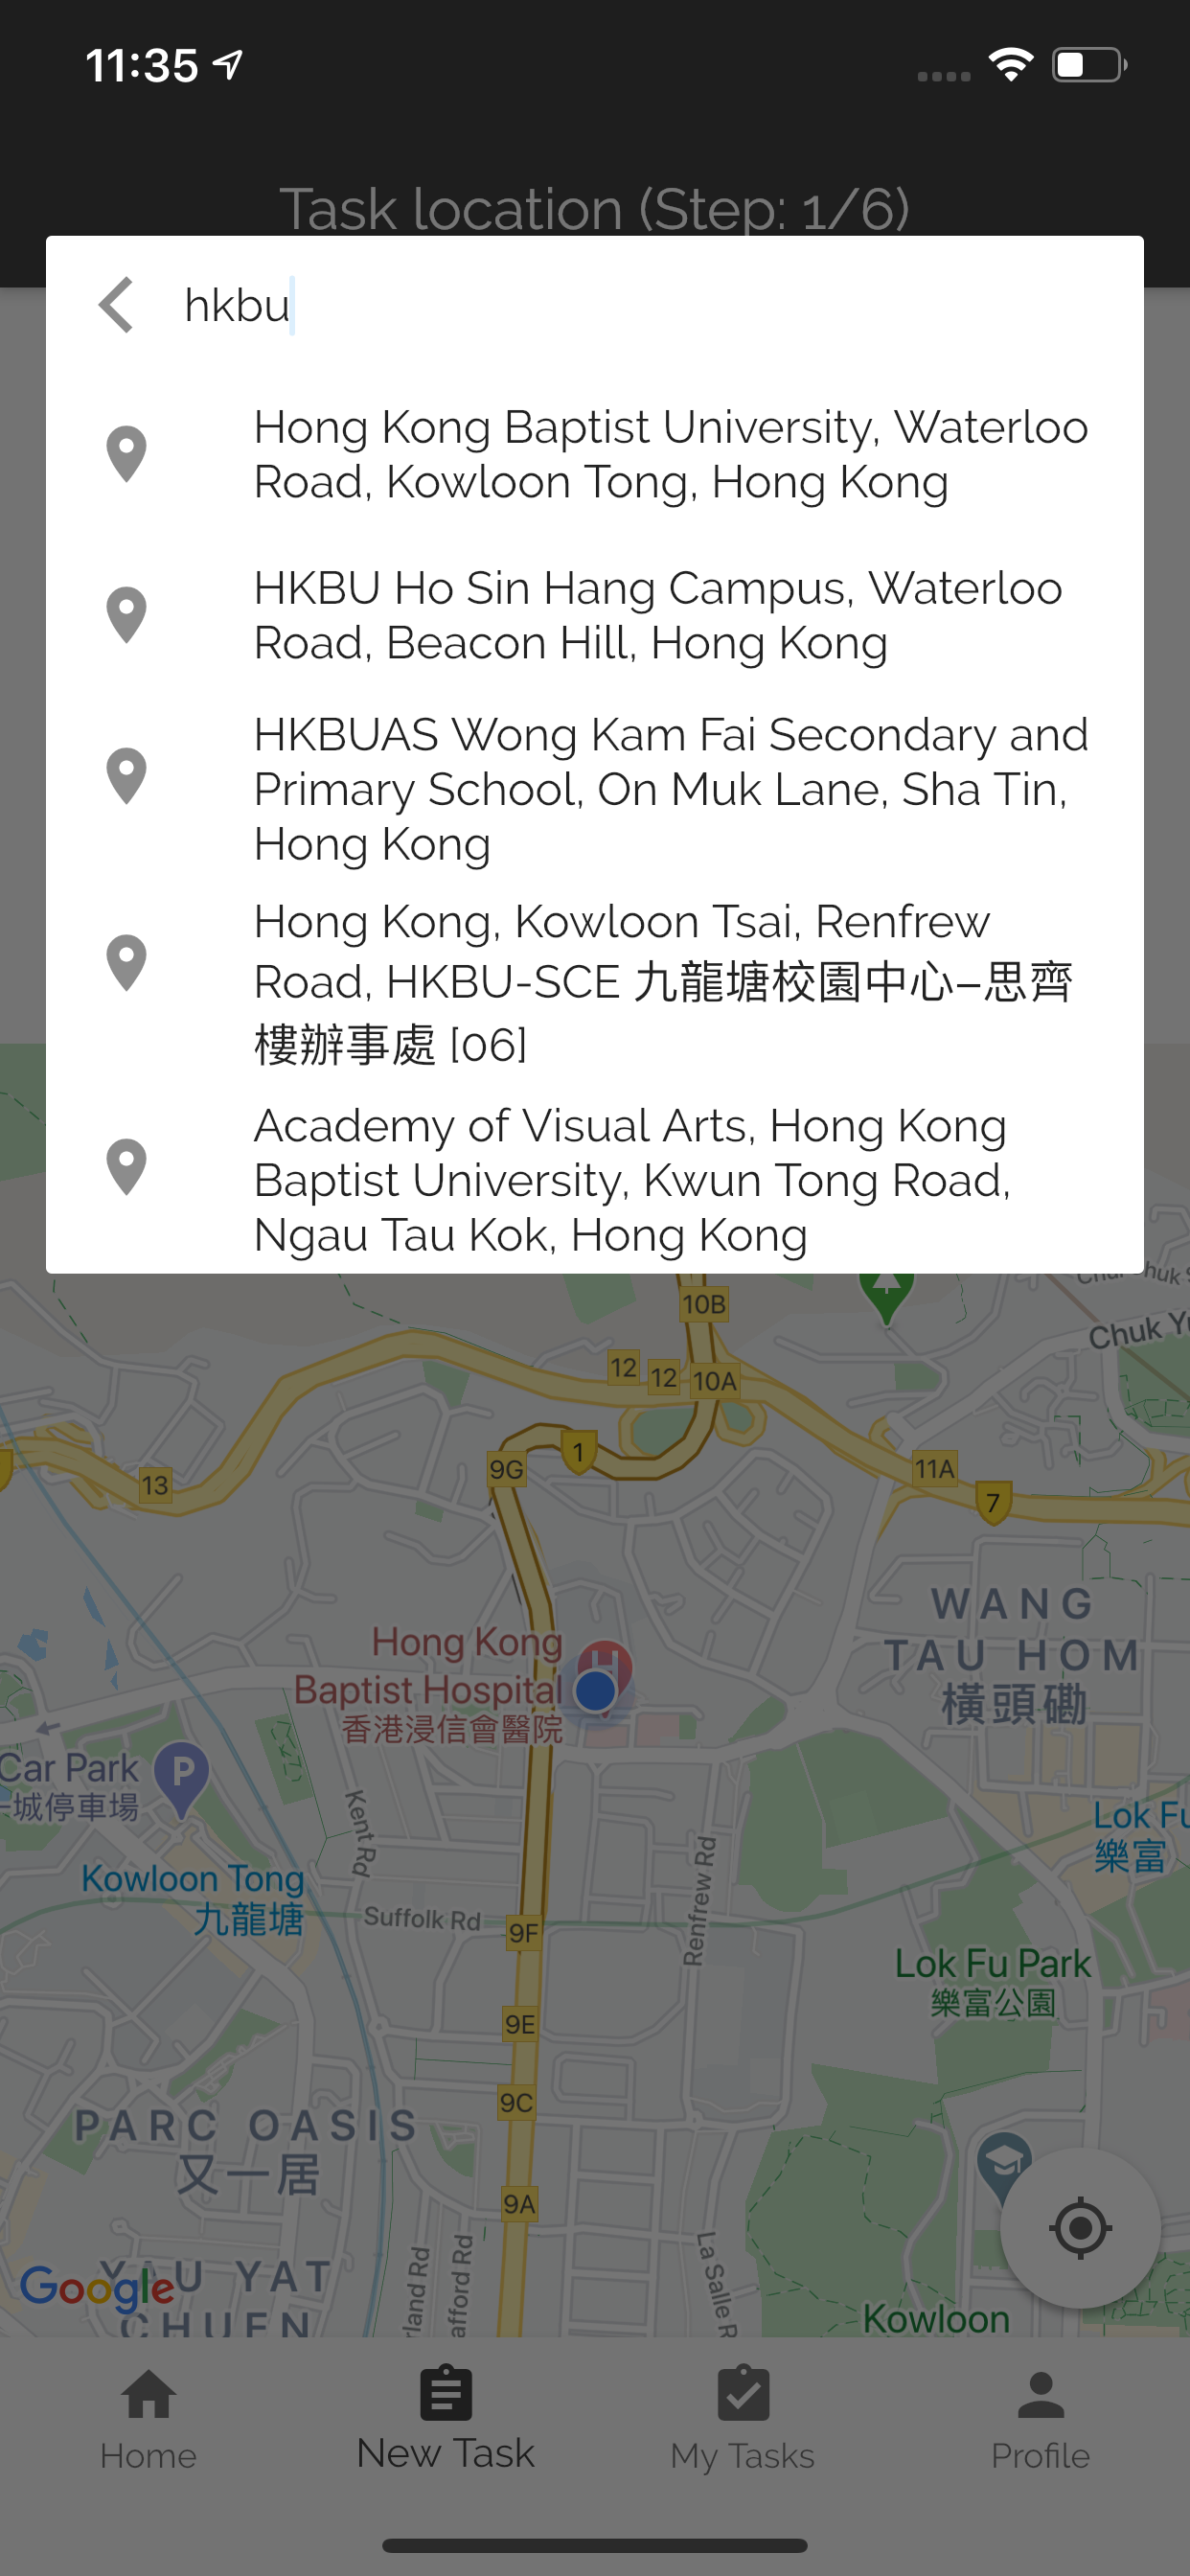 11:35
Task location (Step: 1/6)
hkbu
Hong Kong Baptist University, Waterloo
Road, Kowloon Tong, Hong Kong
HKBU Ho Sin Hang Campus, Waterloo
Road, Beacon Hill, Hong Kong
HKBUAS Wong Kam Fai Secondary and
Primary School, On Muk Lane, Sha Tin,
Hong Kong
Hong Kong, Kowloon Tsai, Renfrew
Road, HKBU-SCE 九龍塘校園中心–思齊
樓辦事處 [06]
Academy of Visual Arts, Hong Kong
Baptist University, Kwun Tong Road,
Ngau Tau Kok, Hong Kong
10B
Chuk
12
12
10A
1
9G
13
11A
7
WANG
TAU HOM
橫頭磡
Hong Kong
Baptist Hospital
香港浸信會醫院
H
Car Park
城停車場
P
Kent Rd
Lok Fu
樂富
Kowloon Tong
九龍塘
Suffolk Rd
Renfrew Rd
9F
Lok Fu Park
樂富公園
9E
9C
PARC OASIS
又一居
9A
YAU YAT
CHUEN
Google
rland Rd
afford Rd
La Salle R
Kowloon
Home
New Task
My Tasks
Profile